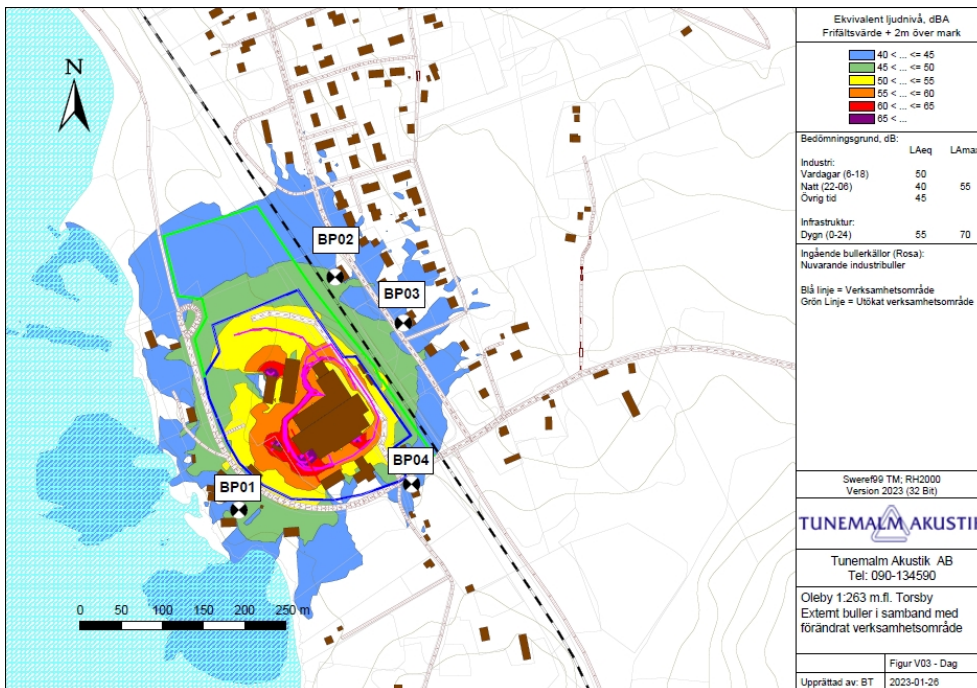 Ekvivalent ljudnivå, dBA
Frifältsvärde + 2m över mark
40 < ... <= 45
45 < ... <= 50
50 < ... <= 55
55 < ... <= 60
60 < ... <= 65
65 < ...
Bedömningsgrund, dB:
LAeq LAmax
Industri:
Vardagar (6-18) 50
Natt (22-06) 40 55
Övrig tid 45
Infrastruktur:
Dygn (0-24) 55 70
Ingående bullerkällor (Rosa):
Nuvarande industribuller
Blå linje = Verksamhetsområde
Grön Linje = Utökat verksamhetsområde
N
BP02
BP03
BP04
BP01
0 50 100 150 200 250 m
Sweref99 TM; RH2000
Version 2023 (32 Bit)
TUNEMALM AKUSTIK
Tunemalm Akustik AB
Tel: 090-134590
Oleby 1:263 m.fl. Torsby
Externt buller i samband med
förändrat verksamhetsområde
Figur V03 - Dag
Upprättad av: BT 2023-01-26